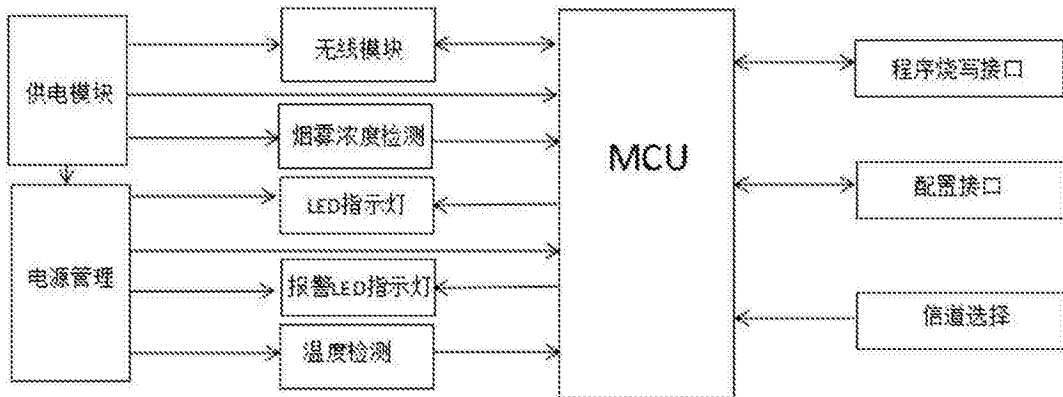 供电模块
电源管理
无线模块
烟雾浓度检测
LED指示灯
报警LED指示灯
温度检测
MCU
程序烧写接口
配置接口
信道选择